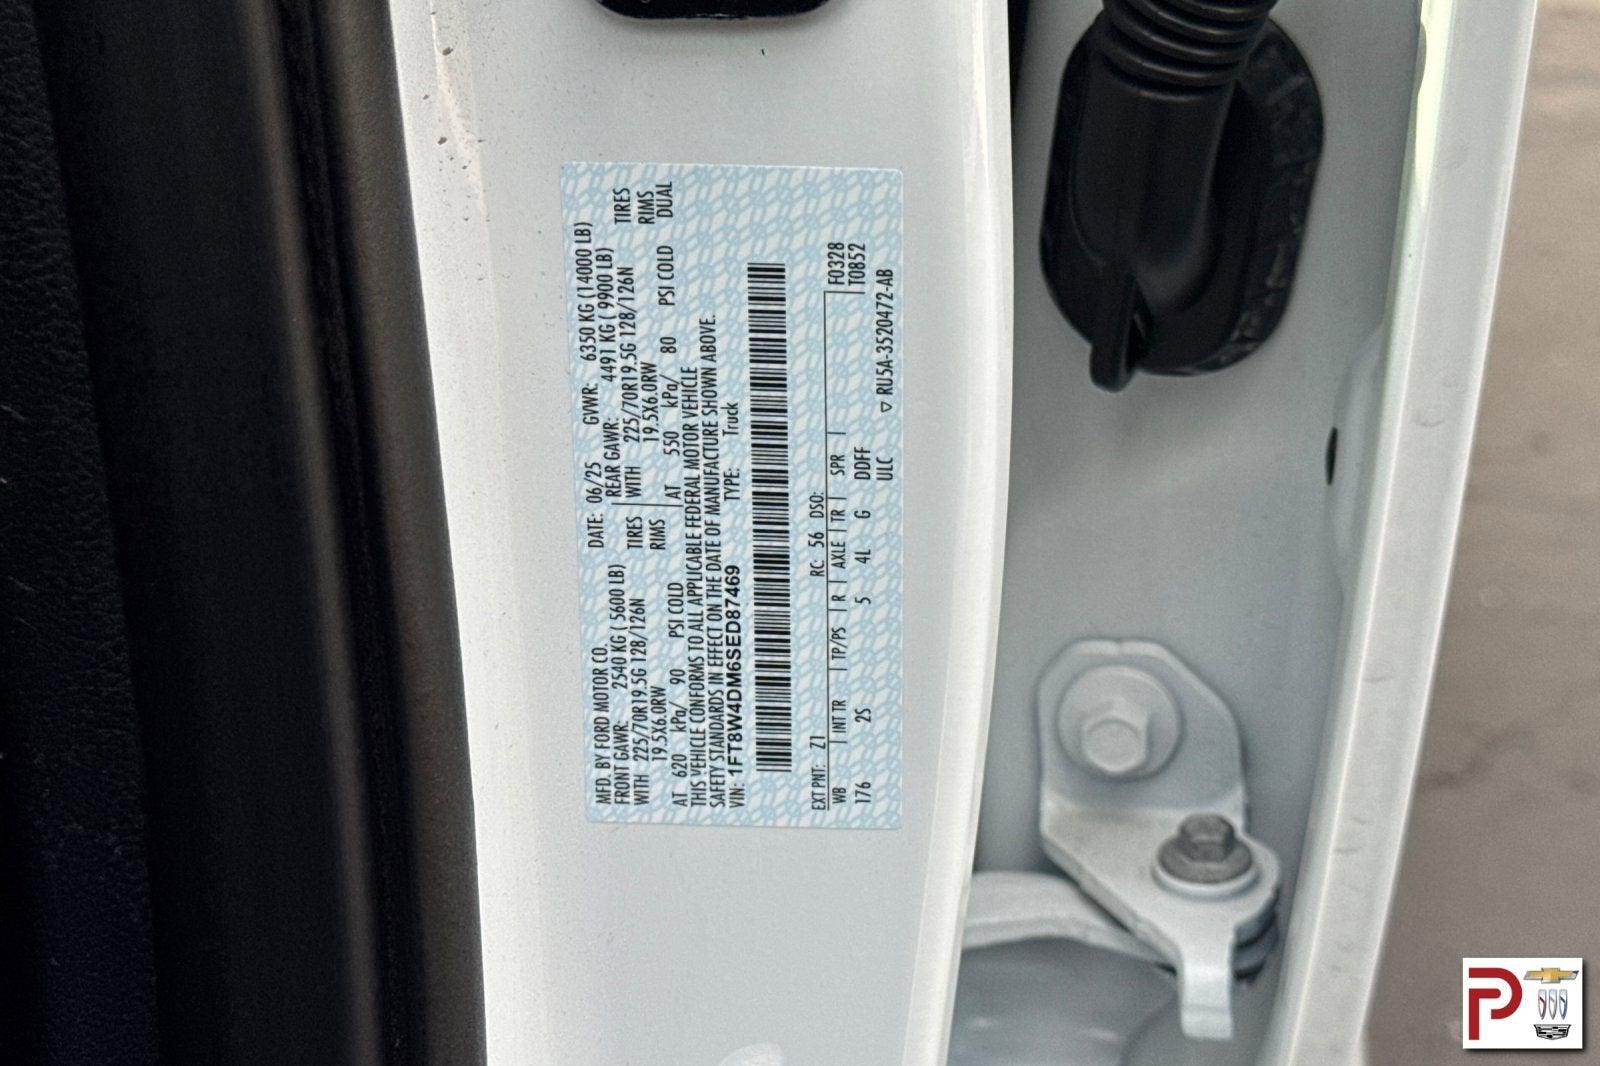 MFD. BY FORD MOTOR CO. DATE: 06/25 GVWR: 6350 KG (14000 LB)
FRONT GAWR: 2540 KG (5600 LB) REAR GAWR: 4491 KG (9900 LB)
WITH 225/70R19.5G 128/126N TIRES WITH 225/70R19.5G 128/126N TIRES
19.5X6.0RW RIMS 19.5X6.0RW RIMS
AT 620 kPa/ 90 PSI COLD AT 550 kPa/ 80 PSI COLD DUAL
THIS VEHICLE CONFORMS TO ALL APPLICABLE FEDERAL MOTOR VEHICLE
SAFETY STANDARDS IN EFFECT ON THE DATE OF MANUFACTURE SHOWN ABOVE.
VIN: 1FT8W4DM6SED87469 TYPE: Truck
EXT PNT: Z1 RC: 56 DSO: F0328
WB INT TR TP/PS R AXLE TR SPR T0852
176 2S 5 4L G DDFF
ULC ▽ RU5A-3520472-AB
P